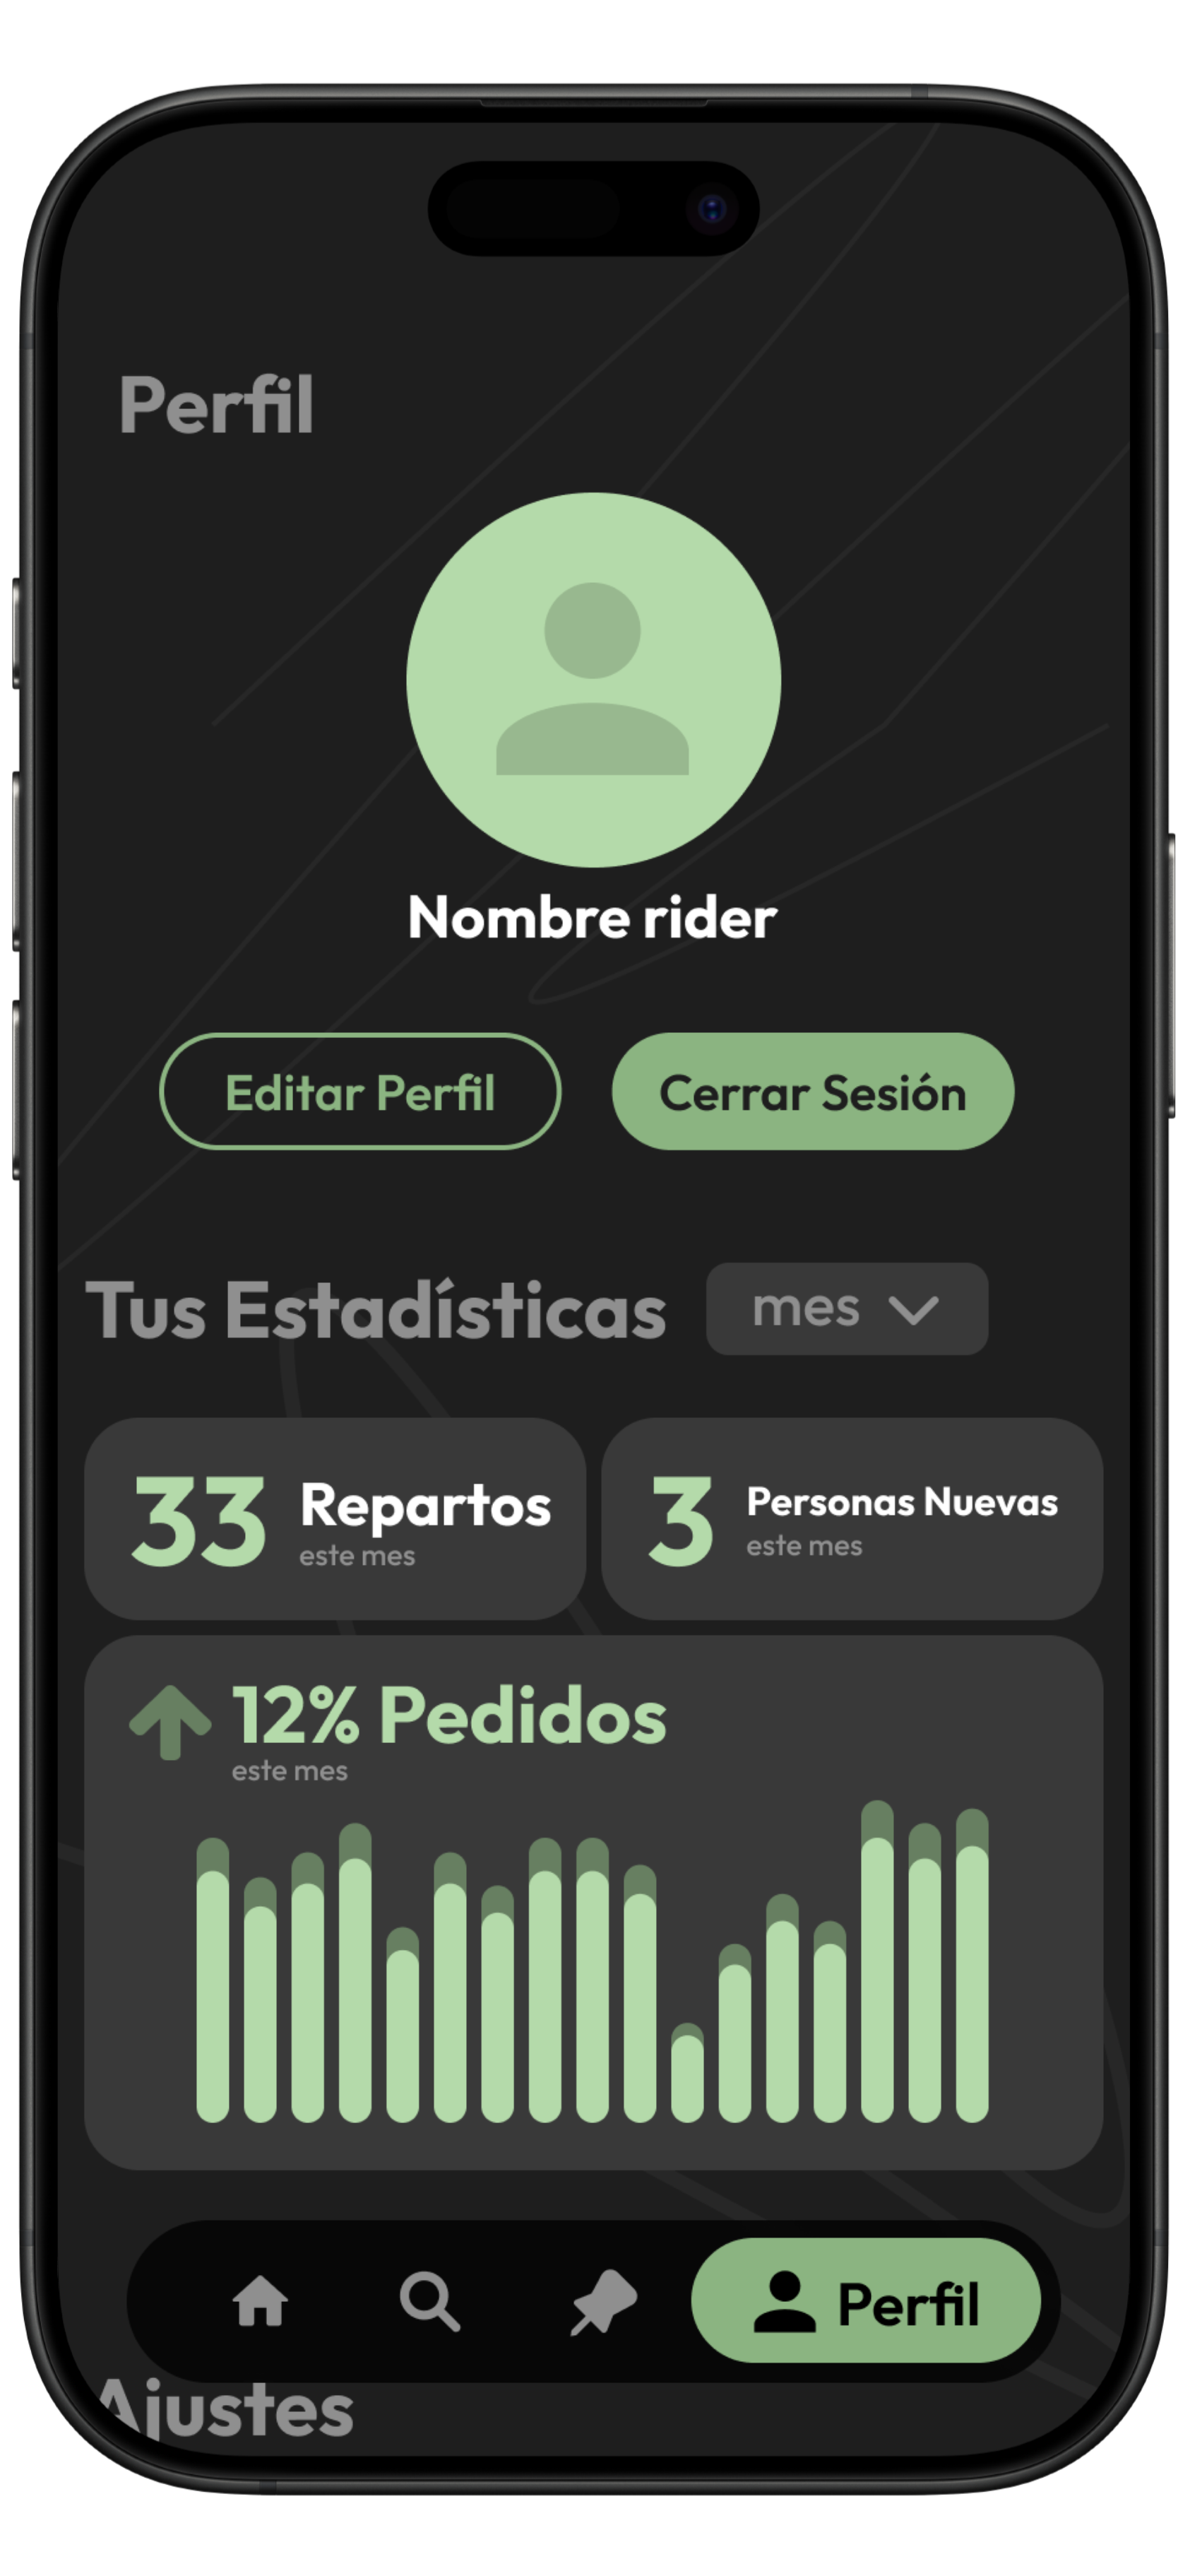 Perfil
Nombre rider
Editar Perfil
Cerrar Sesión
Tus Estadísticas
mes
33 Repartos
este mes
3 Personas Nuevas
este mes
12% Pedidos
este mes
Perfil
Ajustes